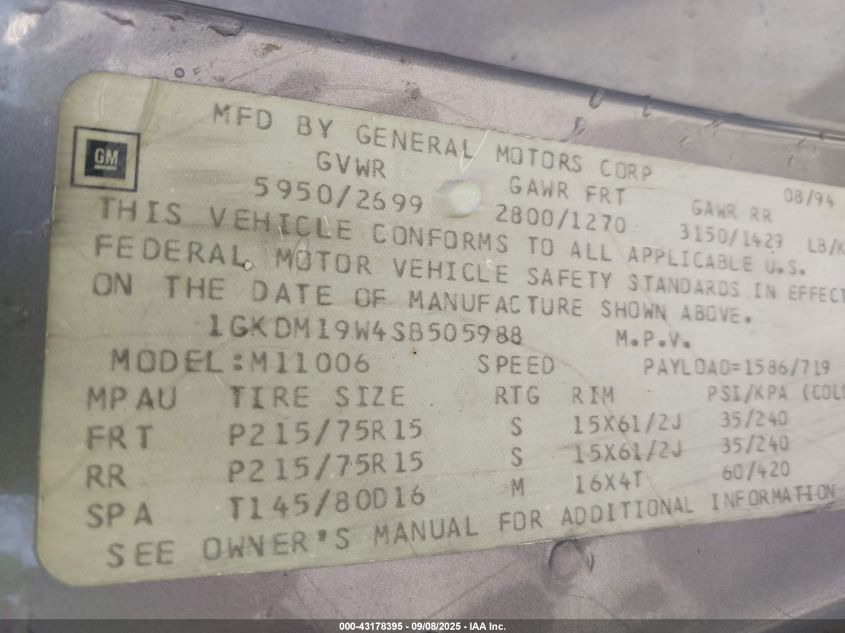 MFD BY GENERAL MOTORS CORP 08/94
GM
GVWR GAWR FRT GAWR RR
5950/2699 2800/1270 3150/1429 LB/K
THIS VEHICLE CONFORMS TO ALL APPLICABLE U.S.
FEDERAL MOTOR VEHICLE SAFETY STANDARDS IN EFFECT
ON THE DATE OF MANUFACTURE SHOWN ABOVE.
1GKDM19W4SB505988 M.P.V.
MODEL:M11006 SPEED PAYLOAD=1586/719
MPAU TIRE SIZE RTG RIM PSI/KPA (COL
FRT P215/75R15 S 15X61/2J 35/240
RR P215/75R15 S 15X61/2J 35/240
SPA T145/80D16 M 16X4T 60/420
SEE OWNER'S MANUAL FOR ADDITIONAL INFORMATION
000-43178395 - 09/08/2025 - IAA Inc.